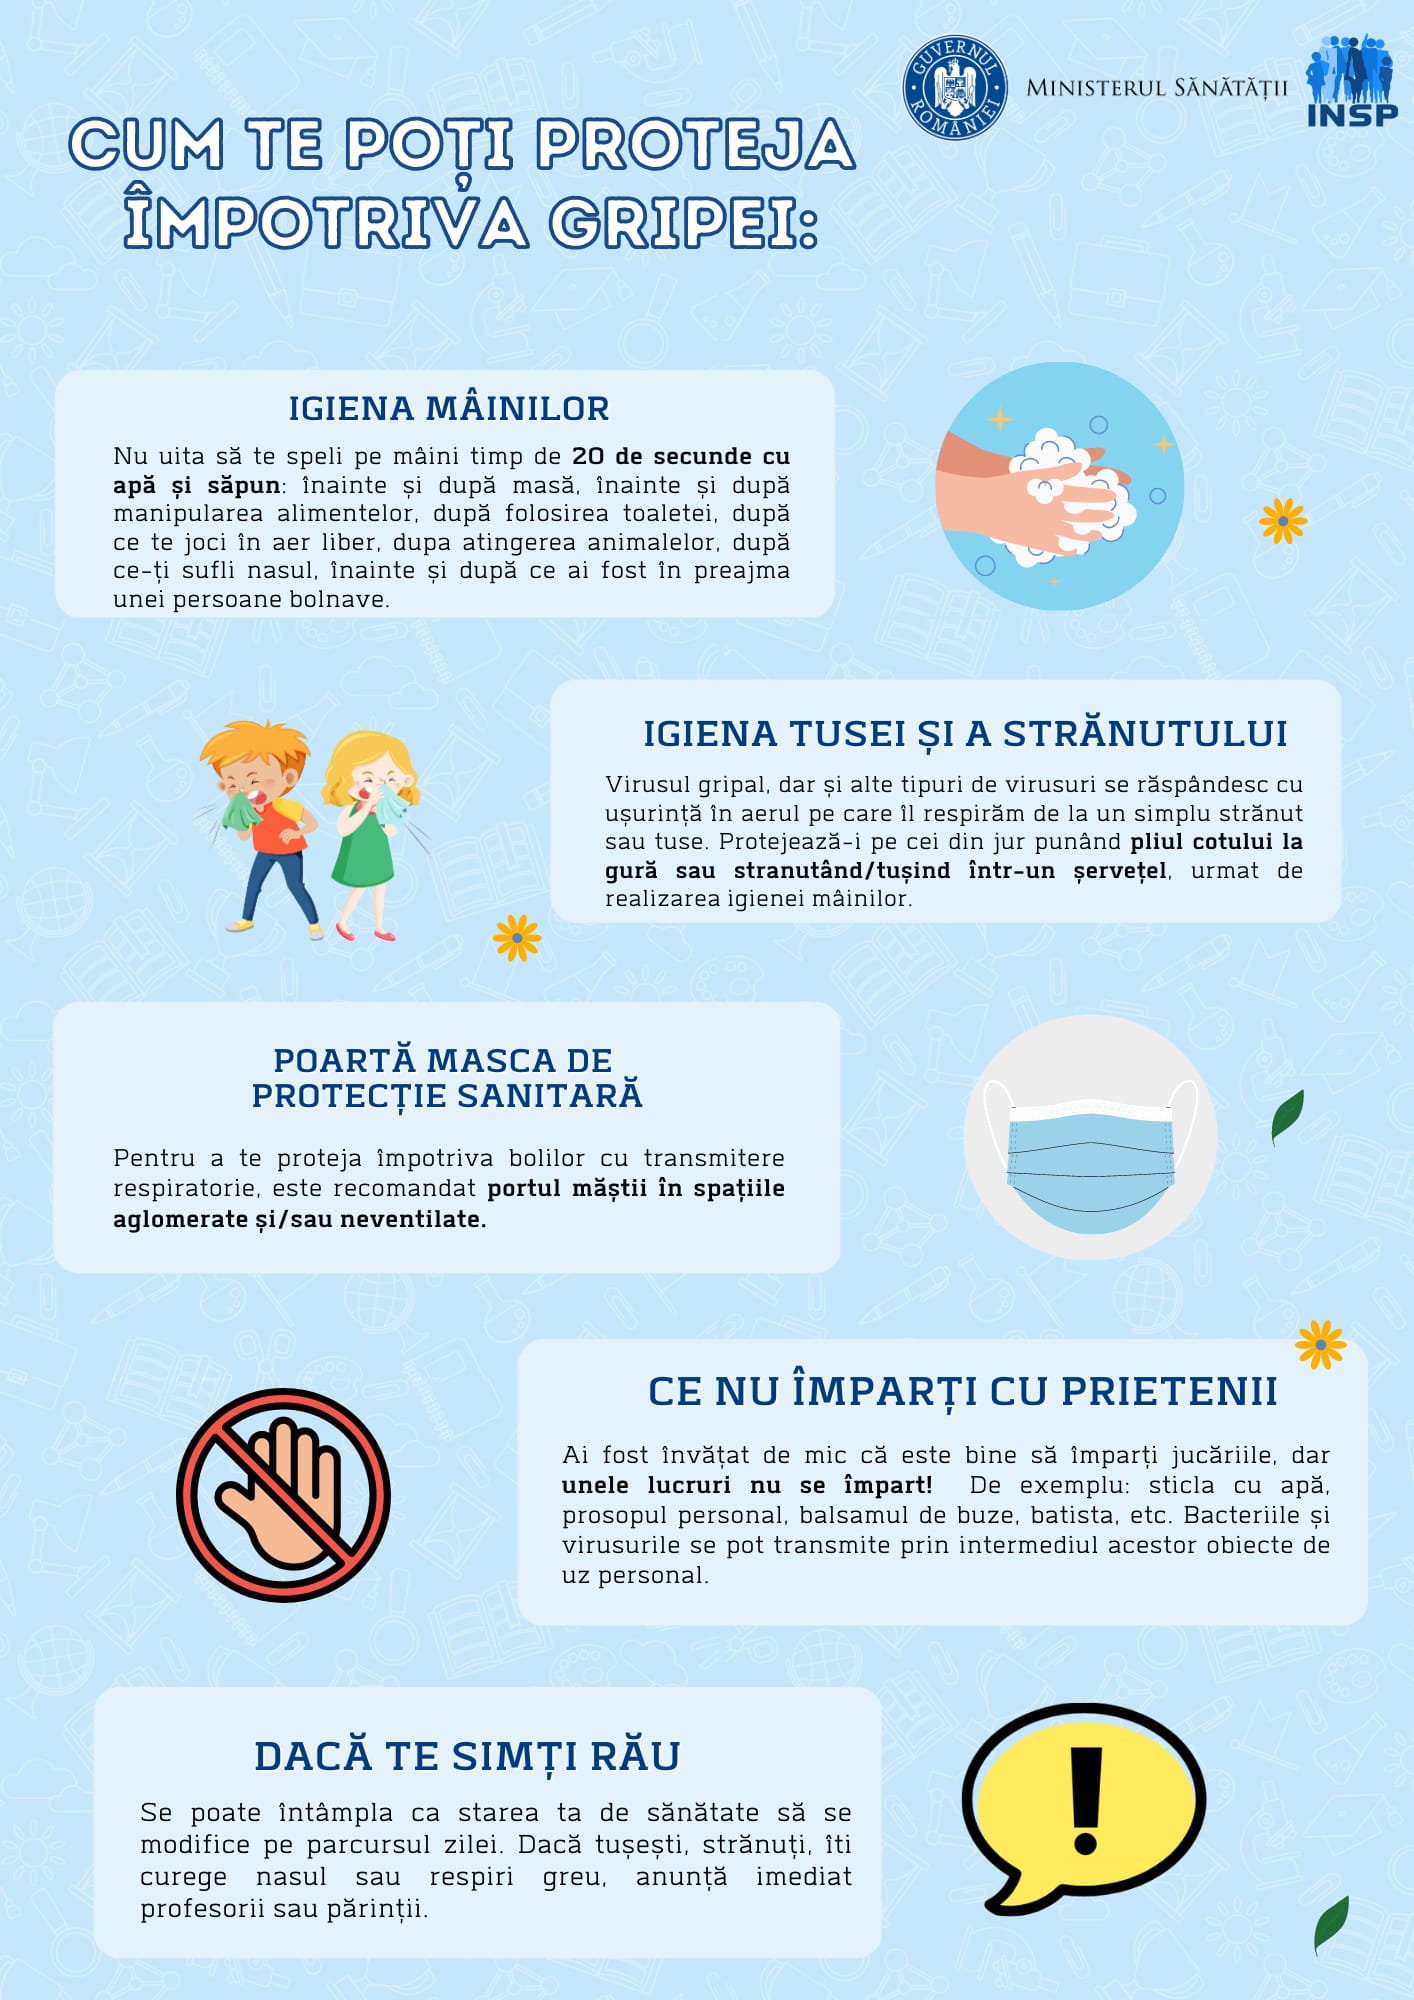 GUVERNUL ROMÂNIEI
MINISTERUL SĂNĂTĂȚII
INSP
CUM TE POȚI PROTEJA
ÎMPOTRIVA GRIPEI:
IGIENA MÂINILOR
Nu uita să te speli pe mâini timp de 20 de secunde cu
apă și săpun: înainte și după masă, înainte și după
manipularea alimentelor, după folosirea toaletei, după
ce te joci în aer liber, dupa atingerea animalelor, după
ce-ți sufli nasul, înainte și după ce ai fost în preajma
unei persoane bolnave.
IGIENA TUSEI ȘI A STRĂNUTULUI
Virusul gripal, dar și alte tipuri de virusuri se răspândesc cu
ușurință în aerul pe care îl respirăm de la un simplu strănut
sau tuse. Protejează-i pe cei din jur punând pliul cotului la
gură sau stranutând/tușind într-un șervețel, urmat de
realizarea igienei mâinilor.
POARTĂ MASCA DE
PROTECȚIE SANITARĂ
Pentru a te proteja împotriva bolilor cu transmitere
respiratorie, este recomandat portul măștii în spațiile
aglomerate și/sau neventilate.
CE NU ÎMPARȚI CU PRIETENII
Ai fost învățat de mic că este bine să împarți jucăriile, dar
unele lucruri nu se împart! De exemplu: sticla cu apă,
prosopul personal, balsamul de buze, batista, etc. Bacteriile și
virusurile se pot transmite prin intermediul acestor obiecte de
uz personal.
DACĂ TE SIMȚI RĂU
Se poate întâmpla ca starea ta de sănătate să se
modifice pe parcursul zilei. Dacă tușești, strănuți, îti
curege nasul sau respiri greu, anunță imediat
profesorii sau părinții.
!